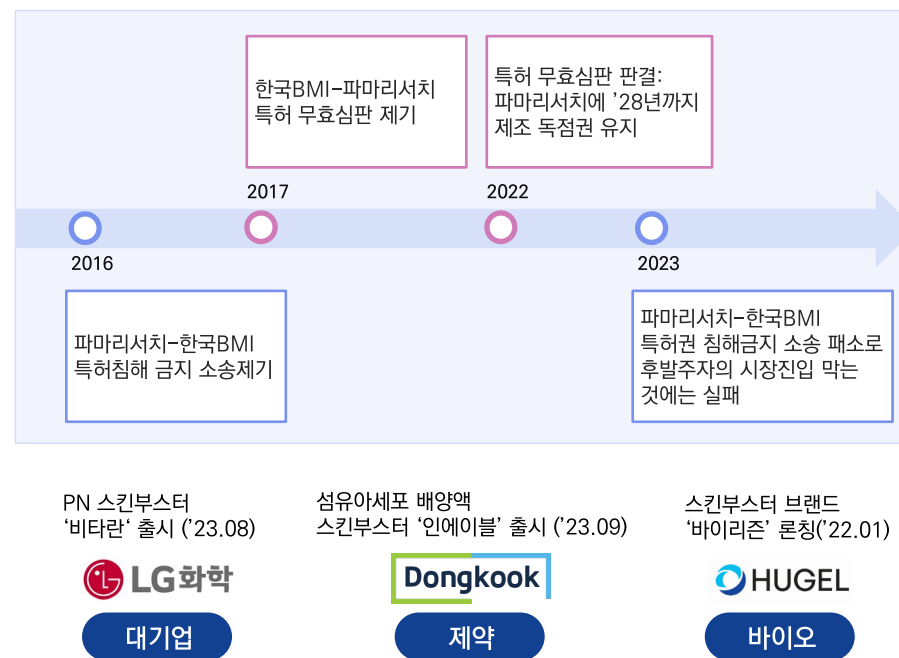 한국BMI-파마리서치
특허 무효심판 제기
특허 무효심판 판결:
파마리서치에 ’28년까지
제조 독점권 유지
2017
2022
2016
2023
파마리서치-한국BMI
특허침해 금지 소송제기
파마리서치-한국BMI
특허권 침해금지 소송 패소로
후발주자의 시장진입 막는
것에는 실패
PN 스킨부스터
‘비타란‘ 출시 (’23.08)
섬유아세포 배양액
스킨부스터 ‘인에이블’ 출시 (’23.09)
스킨부스터 브랜드
‘바이리즌’ 론칭(’22.01)
LG화학
Dongkook
HUGEL
대기업
제약
바이오